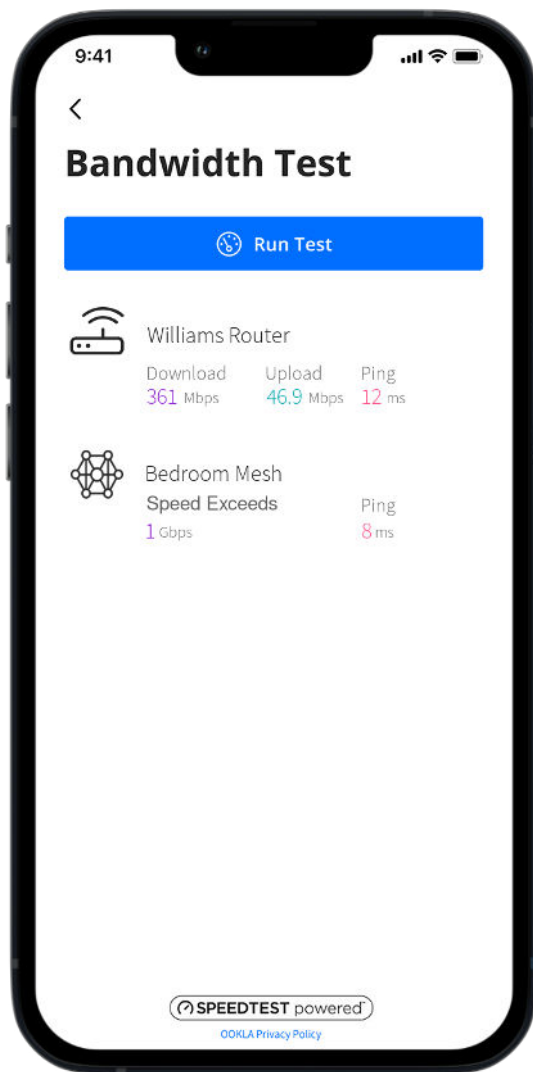 9:41
Bandwidth Test
Run Test
Williams Router
Download Upload Ping
361 Mbps 46.9 Mbps 12 ms
Bedroom Mesh
Speed Exceeds Ping
1 Gbps 8 ms
SPEEDTEST powered™
OOKLA Privacy Policy